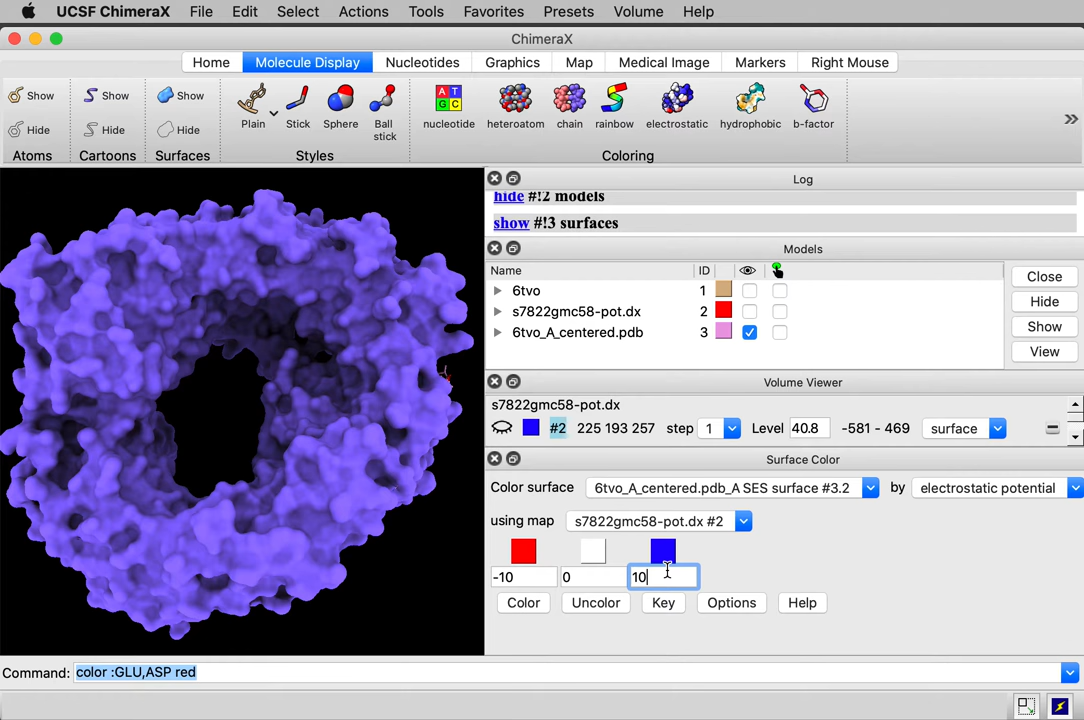 UCSF ChimeraX File Edit Select Actions Tools Favorites Presets Volume Help
ChimeraX
Home Molecule Display Nucleotides Graphics Map Medical Image Markers Right Mouse
Show Show Show
A T
G C
Plain Stick Sphere Ball stick nucleotide heteroatom chain rainbow electrostatic hydrophobic b-factor
»
Hide Hide Hide
Atoms Cartoons Surfaces Styles Coloring
Log
hide #!2 models
show #!3 surfaces
Models
Name ID
6tvo 1
s7822gmc58-pot.dx 2
6tvo_A_centered.pdb 3
Close
Hide
Show
View
Volume Viewer
s7822gmc58-pot.dx
#2 225 193 257 step 1 Level 40.8 -581 - 469 surface
Surface Color
Color surface 6tvo_A_centered.pdb_A SES surface #3.2 by electrostatic potential
using map s7822gmc58-pot.dx #2
-10 0 10
Color Uncolor Key Options Help
Command: color :GLU,ASP red